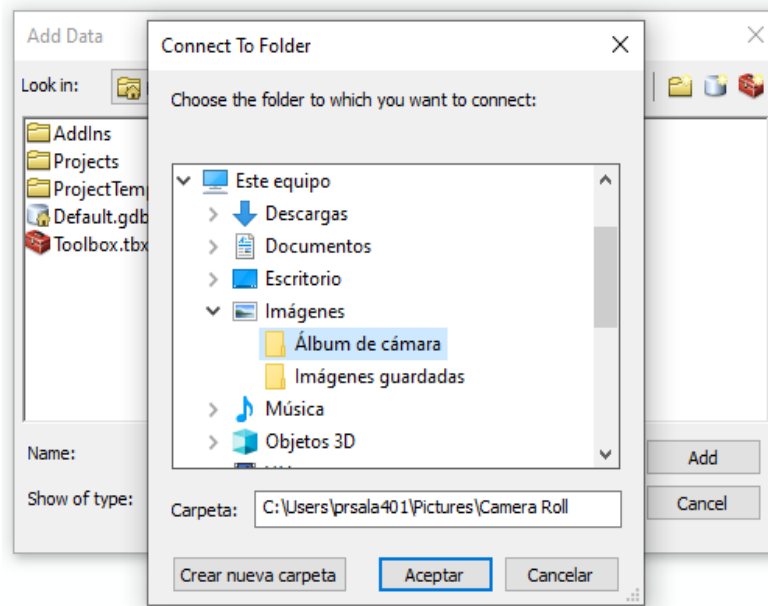 Add Data
Connect To Folder
Look in:
Choose the folder to which you want to connect:
AddIns
Projects
ProjectTemp
Default.gdb
Toolbox.tbx
Este equipo
Descargas
Documentos
Escritorio
Imágenes
Álbum de cámara
Imágenes guardadas
Música
Objetos 3D
Name:
Add
Show of type:
Cancel
Carpeta:
C:\Users\prsala401\Pictures\Camera Roll
Crear nueva carpeta
Aceptar
Cancelar